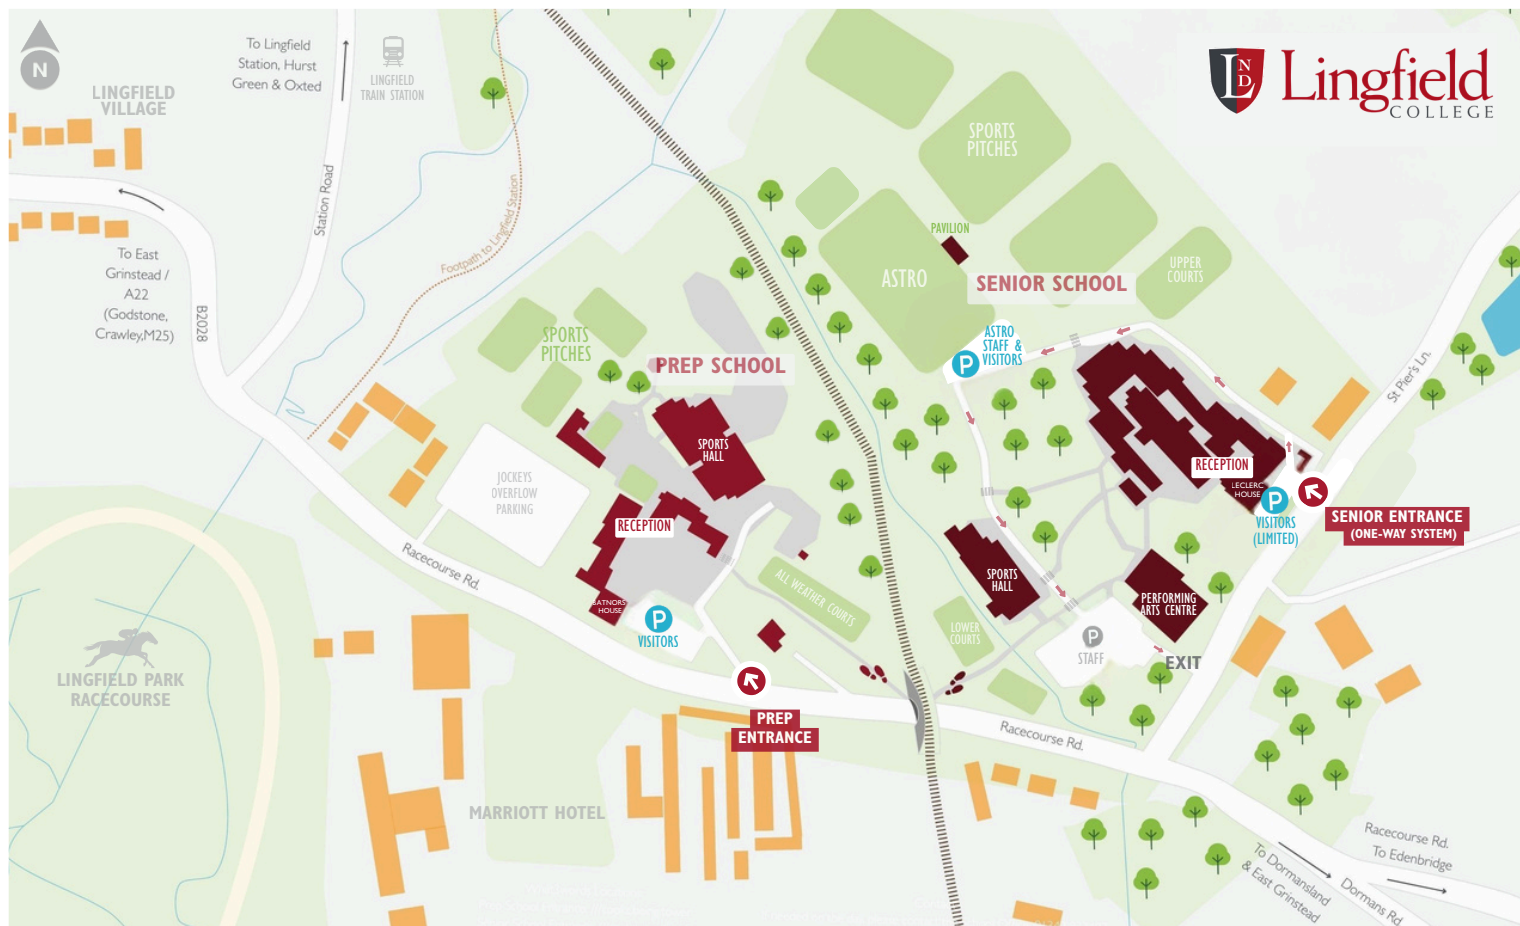 To Lingfield
Station, Hurst
Green & Oxted
N
LINGFIELD
TRAIN STATION
LINGFIELD
VILLAGE
Station Road
Footpath to Lingfield Station
To East
Grinstead /
A22
(Godstone,
Crawley,M25)
B2028
L
N
D
Lingfield
COLLEGE
SPORTS
PITCHES
PAVILION
ASTRO
SENIOR SCHOOL
UPPER
COURTS
ASTRO
STAFF &
VISITORS
P
St Pier's Ln.
SPORTS
PITCHES
PREP SCHOOL
SPORTS
HALL
JOCKEYS
OVERFLOW
PARKING
RECEPTION
Racecourse Rd.
BATNORS
HOUSE
P
VISITORS
ALL WEATHER COURTS
RECEPTION
LECLERC
HOUSE
P
VISITORS
(LIMITED)
SENIOR ENTRANCE
(ONE-WAY SYSTEM)
SPORTS
HALL
PERFORMING
ARTS CENTRE
LOWER
COURTS
P
STAFF
EXIT
LINGFIELD PARK
RACECOURSE
PREP
ENTRANCE
Racecourse Rd.
MARRIOTT HOTEL
Racecourse Rd.
To Edenbridge
To Dormansland
& East Grinstead
Dormans Rd